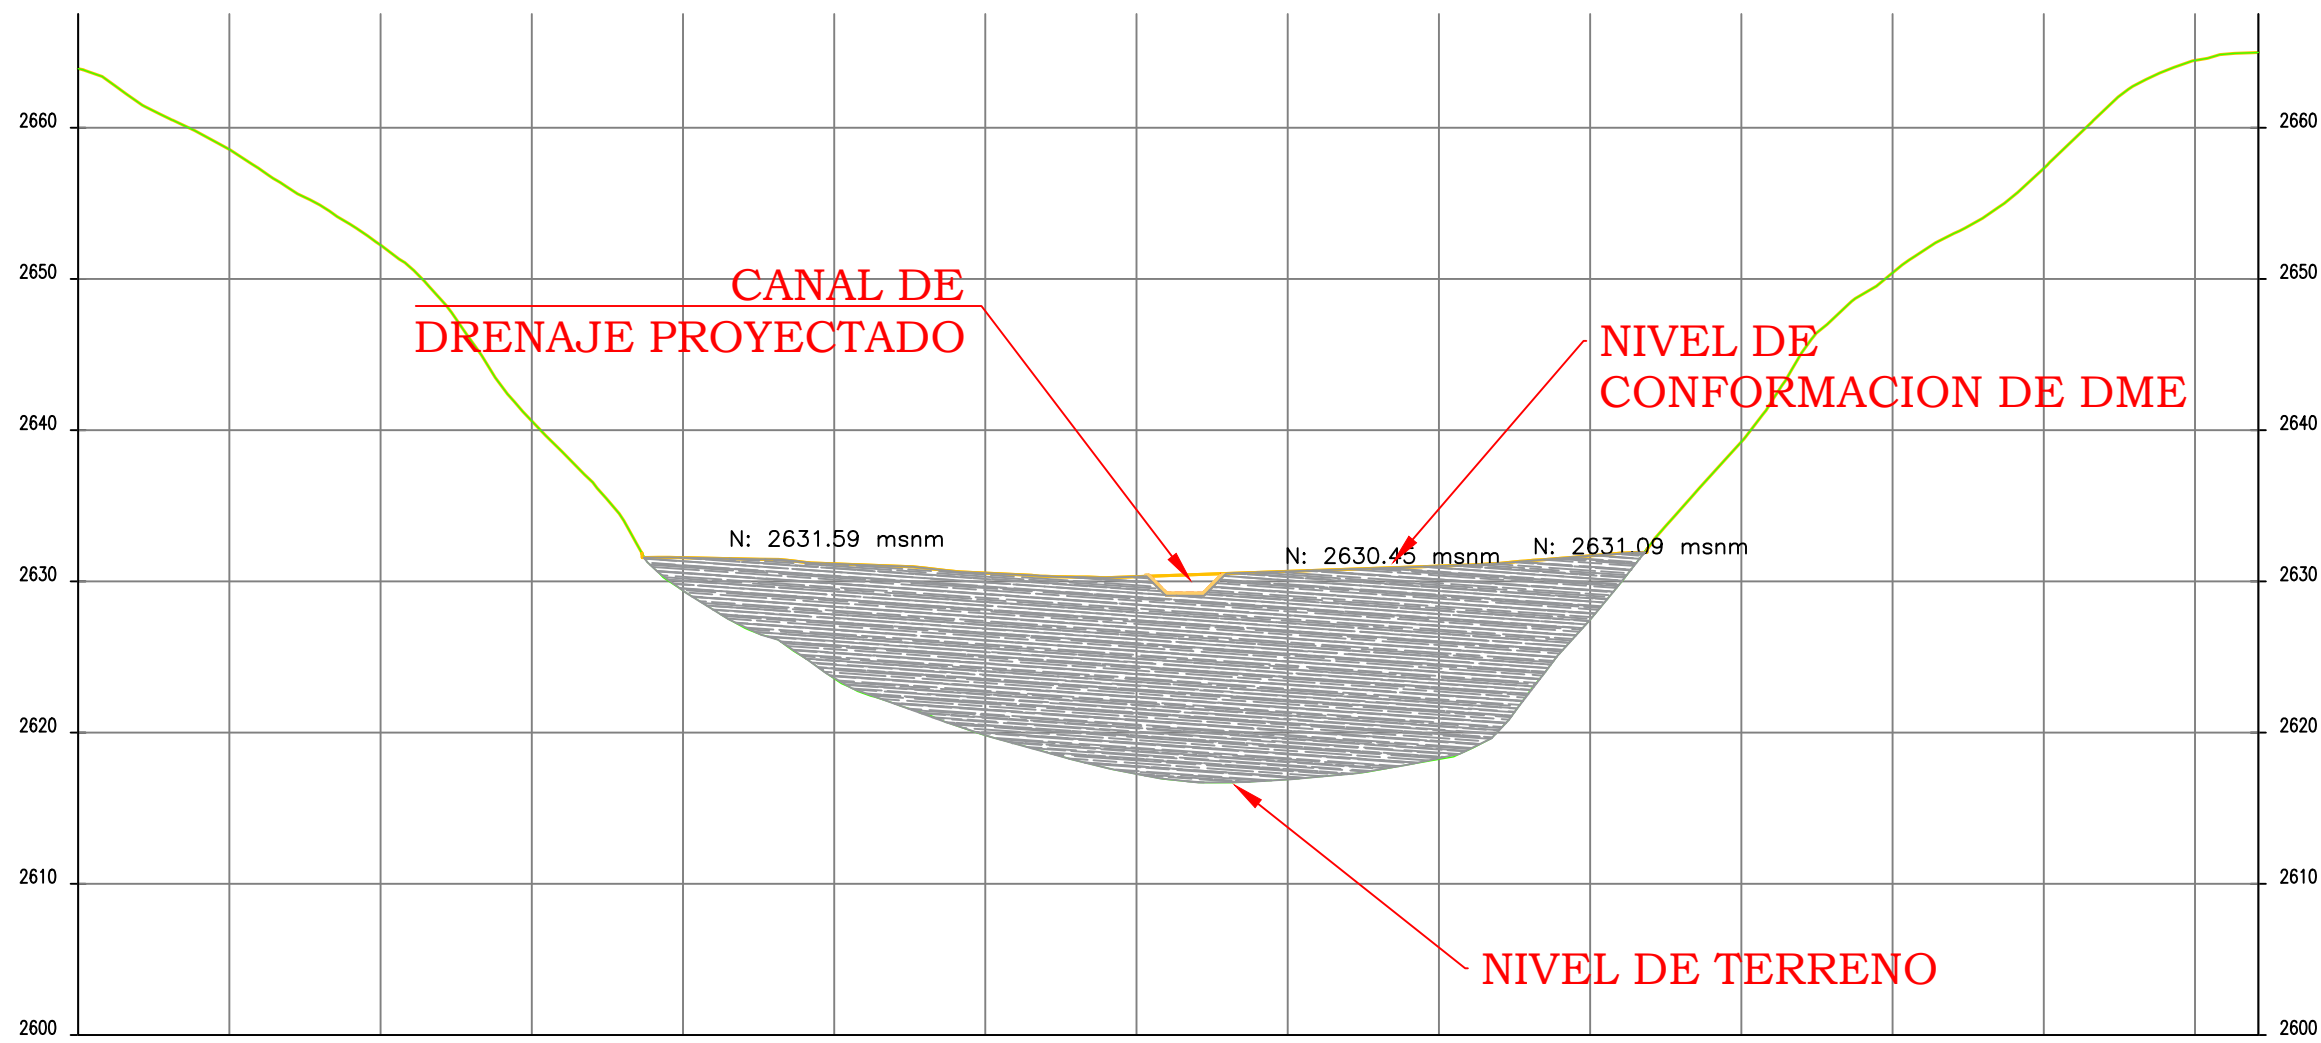 2660
2660
2650
2650
CANAL DE
DRENAJE PROYECTADO
NIVEL DE
CONFORMACION DE DME
2640
2640
N: 2631.59 msnm
N: 2630.45 msnm
N: 2631.09 msnm
2630
2630
2620
2620
2610
2610
NIVEL DE TERRENO
2600
2600